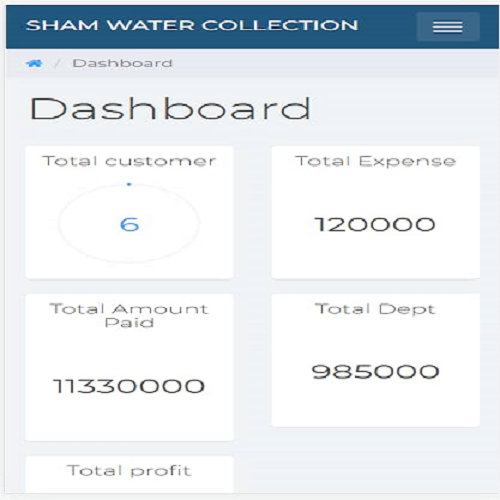 SHAM WATER COLLECTION
/ Dashboard
Dashboard
Total customer
6
Total Expense
120000
Total Amount
Paid
11330000
Total Dept
985000
Total profit